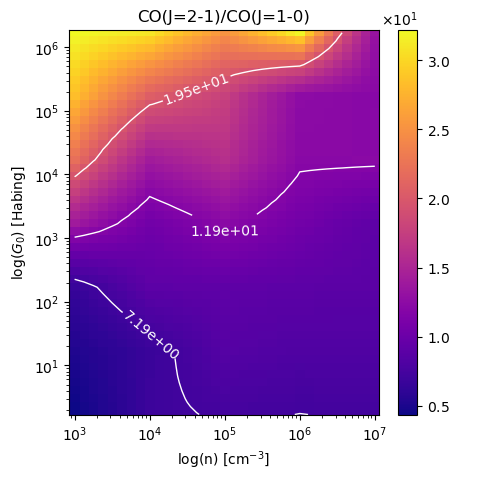 CO(J=2-1)/CO(J=1-0)
×10¹
10⁶
10⁵
10⁴
10³
10²
10¹
log(G₀) [Habing]
1.95e+01
1.19e+01
7.19e+00
3.0
2.5
2.0
1.5
1.0
0.5
10³ 10⁴ 10⁵ 10⁶ 10⁷
log(n) [cm⁻³]